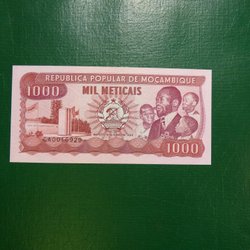 REPUBLICA POPULAR DE MOÇAMBIQUE
1000
MIL METICAIS
1000